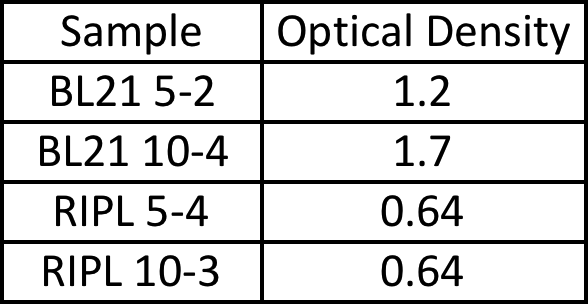 Sample Optical Density
BL21 5-2 1.2
BL21 10-4 1.7
RIPL 5-4 0.64
RIPL 10-3 0.64